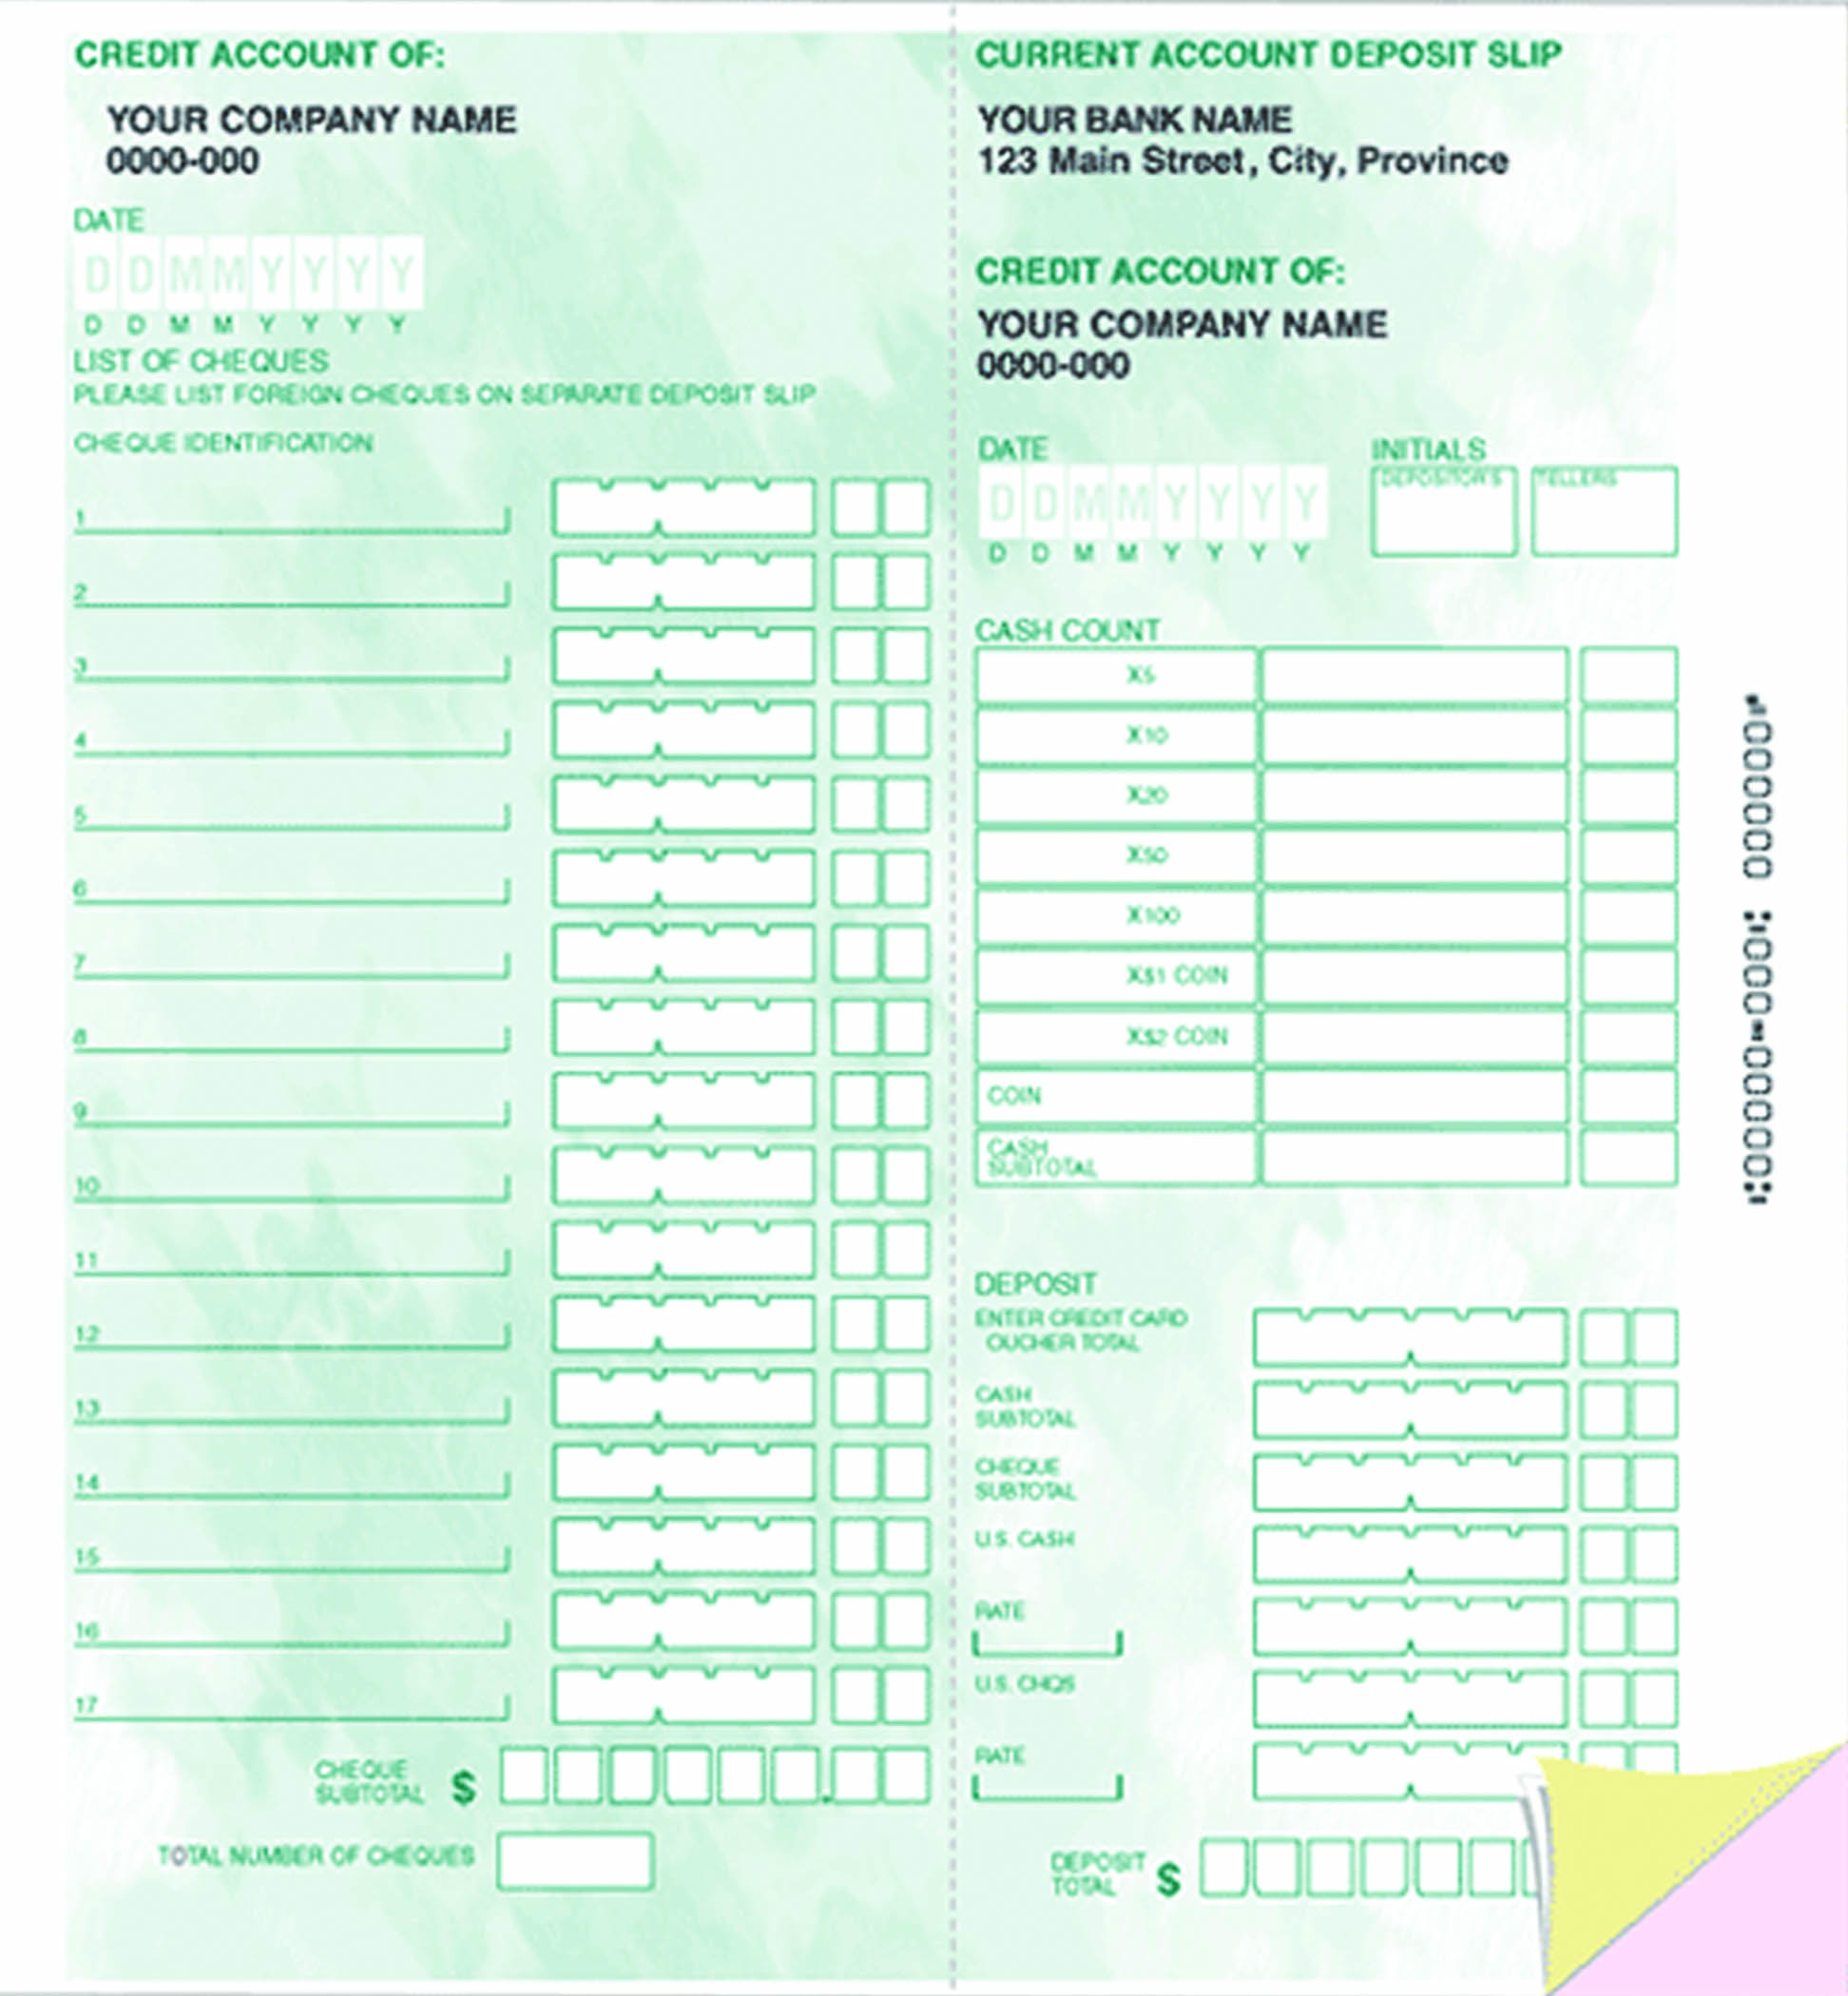 CREDIT ACCOUNT OF:
YOUR COMPANY NAME
0000-000
DATE
D D M M Y Y Y Y
D D M M Y Y Y Y
LIST OF CHEQUES
PLEASE LIST FOREIGN CHEQUES ON SEPARATE DEPOSIT SLIP
CHEQUE IDENTIFICATION
1
2
3
4
5
6
7
8
9
10
11
12
13
14
15
16
17
CHEQUE
SUBTOTAL $
TOTAL NUMBER OF CHEQUES
CURRENT ACCOUNT DEPOSIT SLIP
YOUR BANK NAME
123 Main Street, City, Province
CREDIT ACCOUNT OF:
YOUR COMPANY NAME
0000-000
DATE
D D M M Y Y Y Y
D D M M Y Y Y Y
INITIALS
DEPOSITOR'S TELLERS
CASH COUNT
X5
X10
X20
X50
X100
X$1 COIN
X$2 COIN
COIN
CASH
SUBTOTAL
DEPOSIT
ENTER CREDIT CARD
OUCHER TOTAL
CASH
SUBTOTAL
CHEQUE
SUBTOTAL
U.S. CASH
RATE
U.S. CHQS
RATE
DEPOSIT
TOTAL $
⑈000000 ⑆000⑉00000⑆